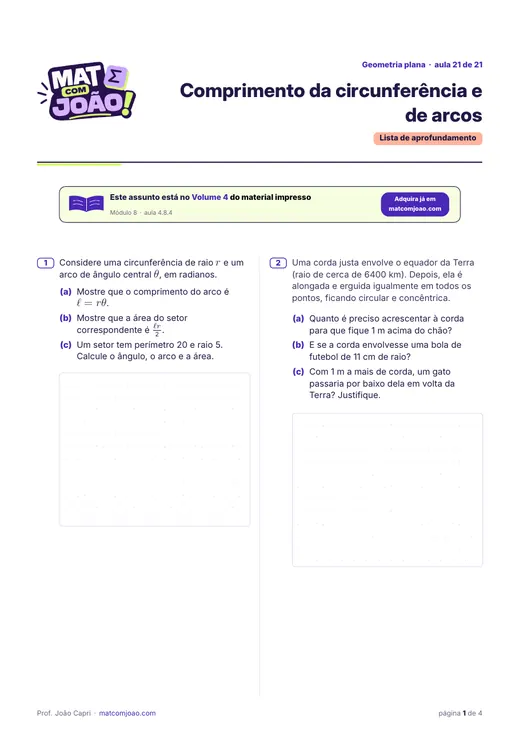 MAT Σ
COM
JOÃO!
Geometria plana · aula 21 de 21
Comprimento da circunferência e
de arcos
Lista de aprofundamento
Este assunto está no Volume 4 do material impresso
Módulo 8 · aula 4.8.4
Adquira já em
matcomjoao.com
1 Considere uma circunferência de raio r e um
arco de ângulo central θ, em radianos.
(a) Mostre que o comprimento do arco é
ℓ = rθ.
(b) Mostre que a área do setor
correspondente é ℓr/2.
(c) Um setor tem perímetro 20 e raio 5.
Calcule o ângulo, o arco e a área.
2 Uma corda justa envolve o equador da Terra
(raio de cerca de 6400 km). Depois, ela é
alongada e erguida igualmente em todos os
pontos, ficando circular e concêntrica.
(a) Quanto é preciso acrescentar à corda
para que fique 1 m acima do chão?
(b) E se a corda envolvesse uma bola de
futebol de 11 cm de raio?
(c) Com 1 m a mais de corda, um gato
passaria por baixo dela em volta da
Terra? Justifique.
Prof. João Capri · matcomjoao.com
página 1 de 4